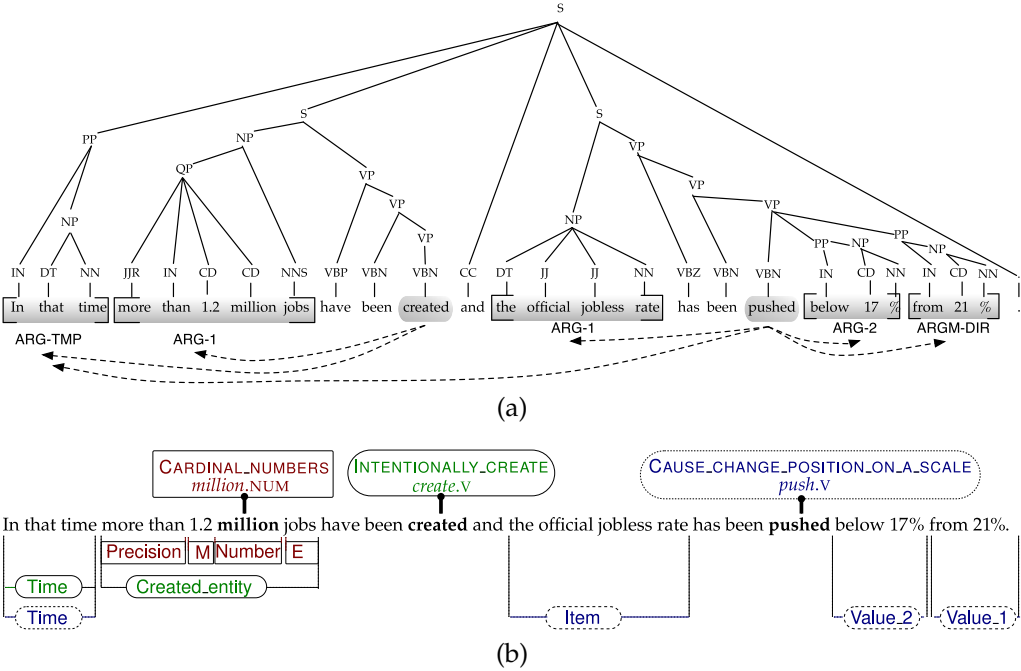 S
S S
PP NP VP
QP VP VP
NP VP NP VP
VP PP NP PP NP
IN DT NN JJR IN CD CD NNS VBP VBN VBN CC DT JJ JJ NN VBZ VBN VBN IN CD NN IN CD NN .
In that time more than 1.2 million jobs have been created and the official jobless rate has been pushed below 17 % from 21 % .
ARG-TMP ARG-1 ARG-1 ARG-2 ARGM-DIR
(a)
CARDINAL_NUMBERS INTENTIONALLY_CREATE CAUSE_CHANGE_POSITION_ON_A_SCALE
million.NUM create.V push.V
In that time more than 1.2 million jobs have been created and the official jobless rate has been pushed below 17% from 21%.
Precision M Number E
Time Created_entity
Time Item Value_2 Value_1
(b)